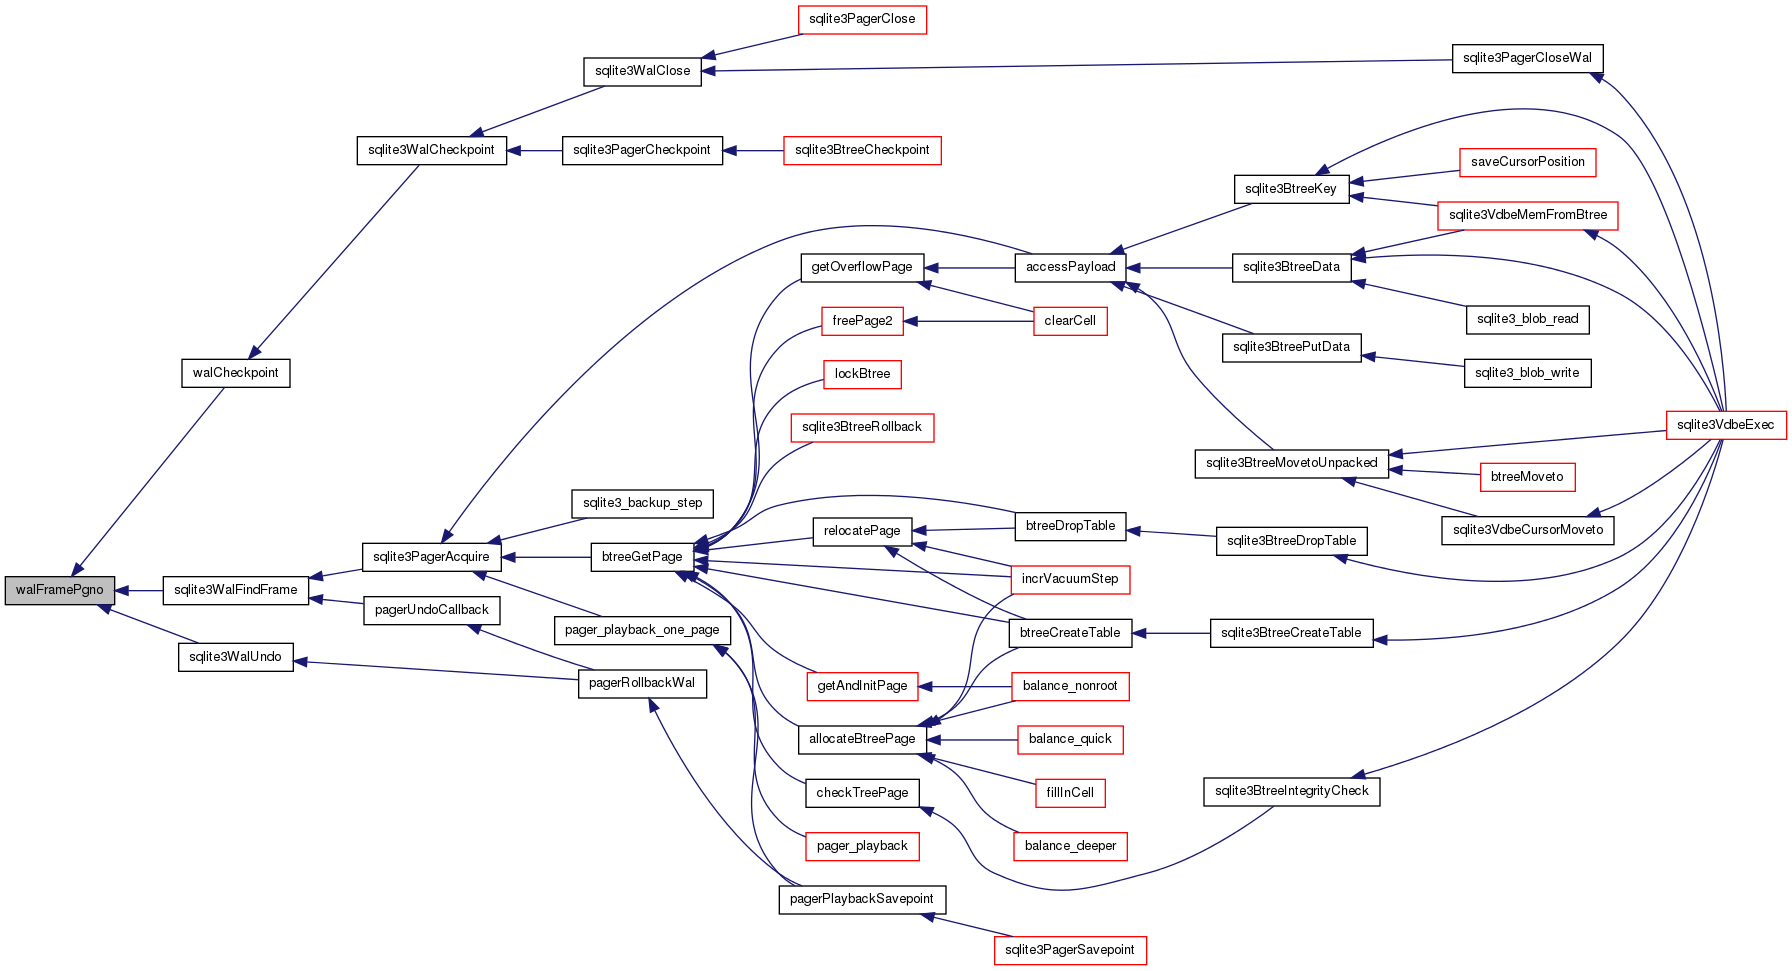 sqlite3PagerClose
sqlite3PagerCloseWal
sqlite3WalClose
sqlite3WalCheckpoint
sqlite3PagerCheckpoint
sqlite3BtreeCheckpoint
saveCursorPosition
sqlite3BtreeKey
sqlite3VdbeMemFromBtree
getOverflowPage
accessPayload
sqlite3BtreeData
freePage2
clearCell
sqlite3_blob_read
sqlite3BtreePutData
walCheckpoint
lockBtree
sqlite3_blob_write
sqlite3BtreeRollback
sqlite3VdbeExec
sqlite3BtreeMovetoUnpacked
btreeMoveto
sqlite3_backup_step
relocatePage
btreeDropTable
sqlite3VdbeCursorMoveto
sqlite3BtreeDropTable
sqlite3PagerAcquire
btreeGetPage
incrVacuumStep
walFramePgno
sqlite3WalFindFrame
pagerUndoCallback
pager_playback_one_page
btreeCreateTable
sqlite3BtreeCreateTable
sqlite3WalUndo
pagerRollbackWal
getAndInitPage
balance_nonroot
allocateBtreePage
balance_quick
checkTreePage
fillInCell
sqlite3BtreeIntegrityCheck
pager_playback
balance_deeper
pagerPlaybackSavepoint
sqlite3PagerSavepoint